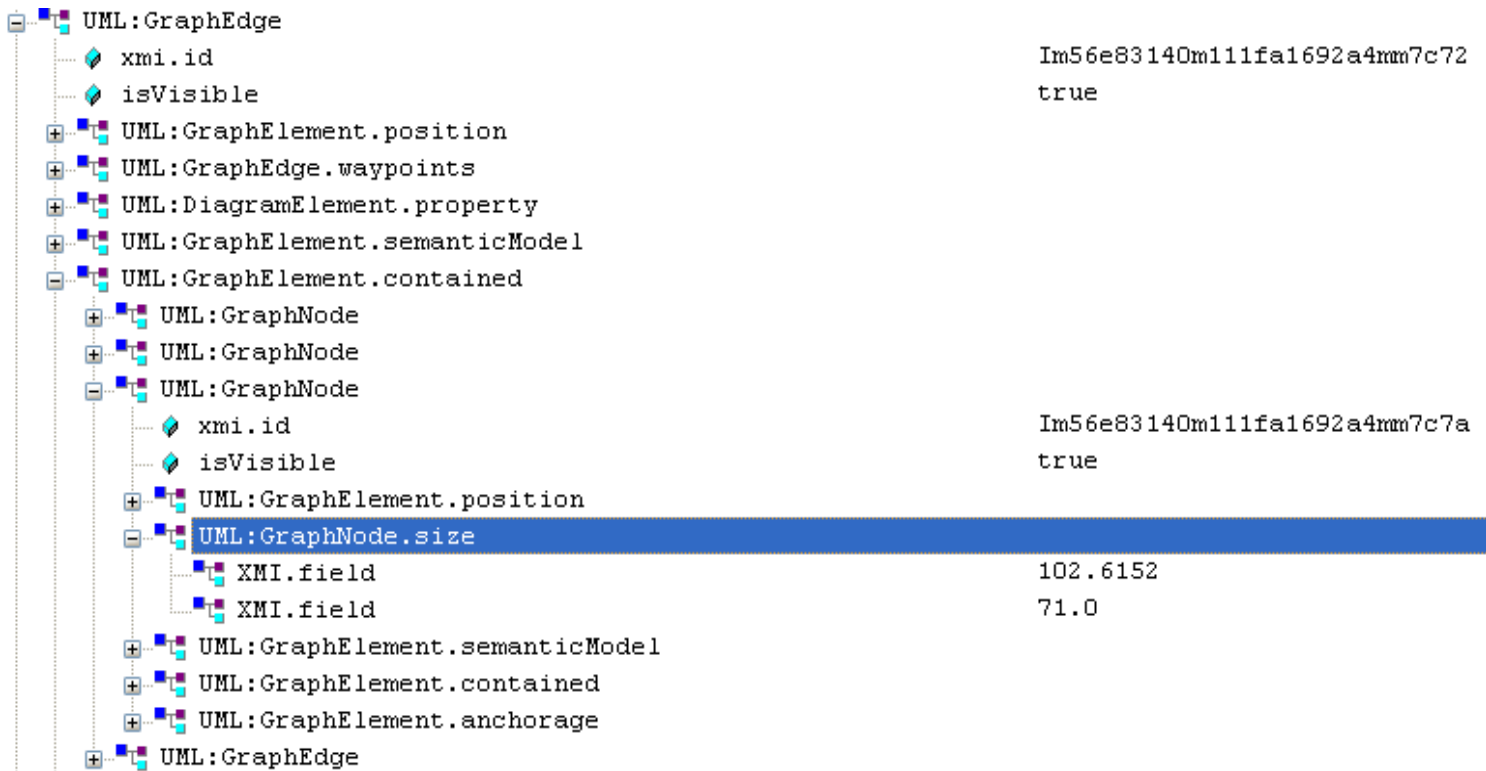 UML:GraphEdge
xmi.id Im56e83140m111fa1692a4mm7c72
isVisible true
UML:GraphElement.position
UML:GraphEdge.waypoints
UML:DiagramElement.property
UML:GraphElement.semanticModel
UML:GraphElement.contained
UML:GraphNode
UML:GraphNode
UML:GraphNode
xmi.id Im56e83140m111fa1692a4mm7c7a
isVisible true
UML:GraphElement.position
UML:GraphNode.size
XMI.field 102.6152
XMI.field 71.0
UML:GraphElement.semanticModel
UML:GraphElement.contained
UML:GraphElement.anchorage
UML:GraphEdge